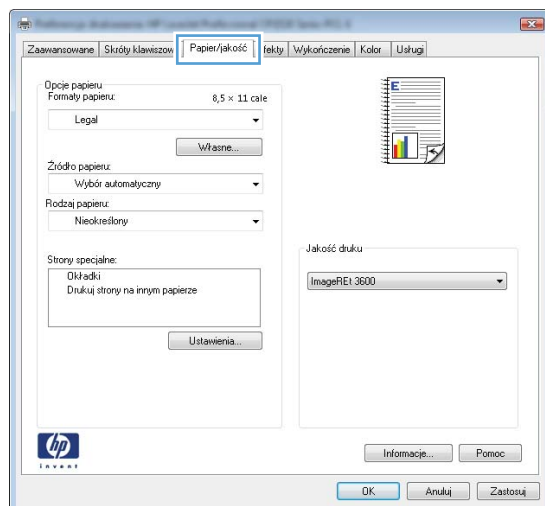 Zaawansowane Skróty klawiszow Papier/jakość fekty Wykończenie Kolor Usługi
Opcje papieru
Formaty papieru: 8,5 × 11 cale
Legal
Własne...
Źródło papieru:
Wybór automatyczny
Rodzaj papieru:
Nieokreślony
Strony specjalne:
Okładki
Drukuj strony na innym papierze
Ustawienia...
E
Jakość druku
ImageREt 3600
hp
invent
Informacje... Pomoc
OK Anuluj Zastosuj